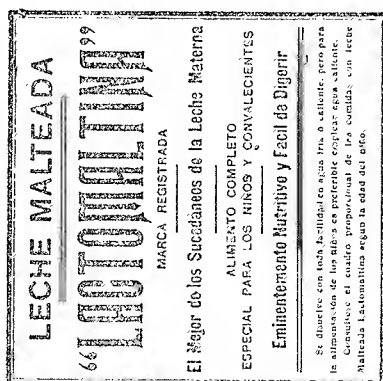 LECHE MALTEADA
“LACTOMALTINA”
MARCA REGISTRADA
El Mejor de los Sucedáneos de la Leche Materna
ALIMENTO COMPLETO
ESPECIAL PARA LOS NIÑOS Y CONVALECIENTES
Eminentemente Nutritivo y Facil de Digerir
Se disuelve con toda facilidad en agua fria ó caliente pero para
la alimentación de los niños es preferible emplear agua caliente.
Consultese el cuadro proporcional de las comidas con leche
Malteada Lactomaltina segun la edad del niño.